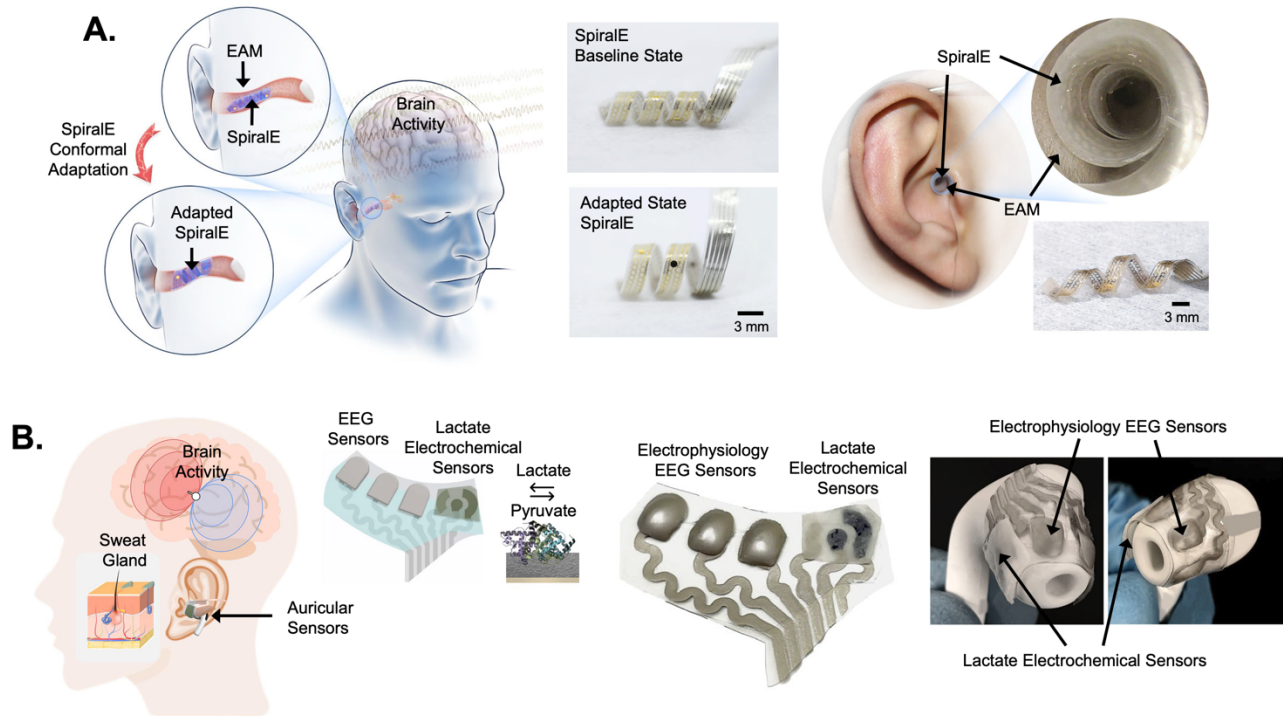 A.
EAM
SpiralE
SpiralE
Conformal
Adaptation
Adapted
SpiralE
Brain
Activity
SpiralE
Baseline State
Adapted State
SpiralE
3 mm
SpiralE
EAM
3 mm
B.
Brain
Activity
Sweat
Gland
Auricular
Sensors
EEG
Sensors
Lactate
Electrochemical
Sensors
Lactate
Pyruvate
Electrophysiology
EEG Sensors
Lactate
Electrochemical
Sensors
Electrophysiology EEG Sensors
Lactate Electrochemical Sensors